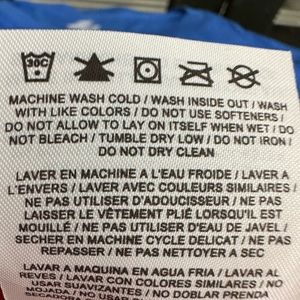 30C
MACHINE WASH COLD / WASH INSIDE OUT / WASH
WITH LIKE COLORS / DO NOT USE SOFTENERS /
DO NOT ALLOW TO LAY ON ITSELF WHEN WET / DO
NOT BLEACH / TUMBLE DRY LOW / DO NOT IRON /
DO NOT DRY CLEAN
LAVER EN MACHINE A L'EAU FROIDE / LAVER A
L'ENVERS / LAVER AVEC COULEURS SIMILAIRES /
NE PAS UTILISER D'ADOUCISSEUR / NE PAS
LAISSER LE VÊTEMENT PLIÉ LORSQU'IL EST
MOUILLÉ / NE PAS UTILISER D'EAU DE JAVEL /
SECHER EN MACHINE CYCLE DELICAT / NE PAS
REPASSER / NE PAS NETTOYER A SEC
LAVAR A MAQUINA EN AGUA FRIA / LAVAR AL
REVES / LAVAR CON COLORES SIMILARES / NO
USAR SUAVIZANTES / NO DOBLAR PRENDA